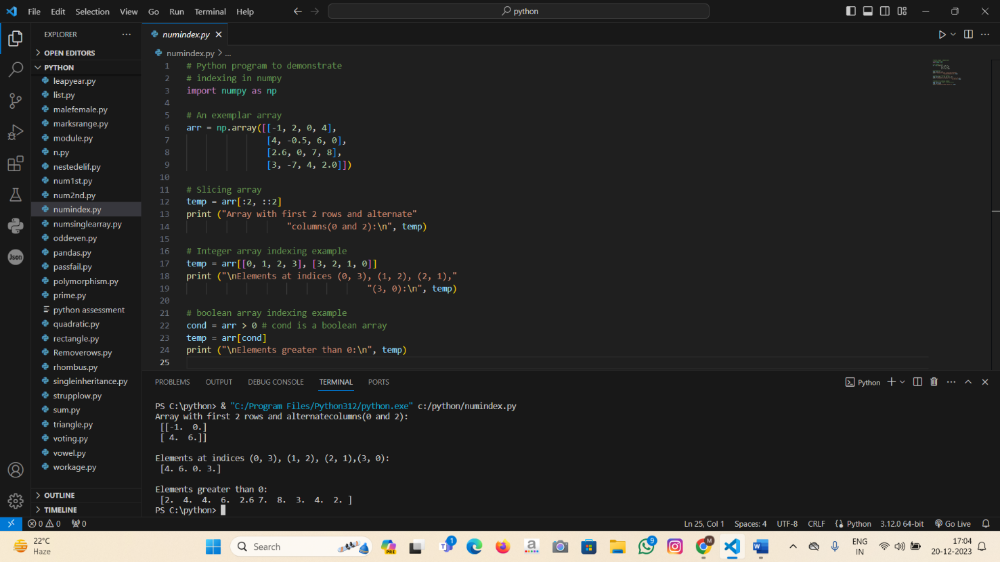 File Edit Selection View Go Run Terminal Help
python
EXPLORER
numindex.py
OPEN EDITORS
PYTHON
leapyear.py
list.py
malefemale.py
marksrange.py
module.py
n.py
nestedelif.py
num1st.py
num2nd.py
numindex.py
numsinglearray.py
oddeven.py
pandas.py
passfail.py
polymorphism.py
prime.py
python assessment
quadratic.py
rectangle.py
Removerows.py
rhombus.py
singleinheritance.py
strupplow.py
sum.py
triangle.py
voting.py
vowel.py
workage.py
OUTLINE
TIMELINE
Json
numindex.py > ...
1 # Python program to demonstrate
2 # indexing in numpy
3 import numpy as np
4
5 # An exemplar array
6 arr = np.array([[-1, 2, 0, 4],
7 [4, -0.5, 6, 0],
8 [2.6, 0, 7, 8],
9 [3, -7, 4, 2.0]])
10
11 # Slicing array
12 temp = arr[:2, ::2]
13 print ("Array with first 2 rows and alternate"
14 "columns(0 and 2):\n", temp)
15
16 # Integer array indexing example
17 temp = arr[[0, 1, 2, 3], [3, 2, 1, 0]]
18 print ("\nElements at indices (0, 3), (1, 2), (2, 1),"
19 "(3, 0):\n", temp)
20
21 # boolean array indexing example
22 cond = arr > 0 # cond is a boolean array
23 temp = arr[cond]
24 print ("\nElements greater than 0:\n", temp)
25
PROBLEMS OUTPUT DEBUG CONSOLE TERMINAL PORTS
Python
PS C:\python> & "C:/Program Files/Python312/python.exe" c:/python/numindex.py
Array with first 2 rows and alternatecolumns(0 and 2):
[[-1. 0.]
[ 4. 6.]]
Elements at indices (0, 3), (1, 2), (2, 1),(3, 0):
[4. 6. 0. 3.]
Elements greater than 0:
[2. 4. 4. 6. 2.6 7. 8. 3. 4. 2. ]
PS C:\python>
0 0 0
Ln 25, Col 1 Spaces: 4 UTF-8 CRLF Python 3.12.0 64-bit Go Live
22°C
Haze
Search
PRE
1
a
9
M
ENG
IN
17:04
20-12-2023